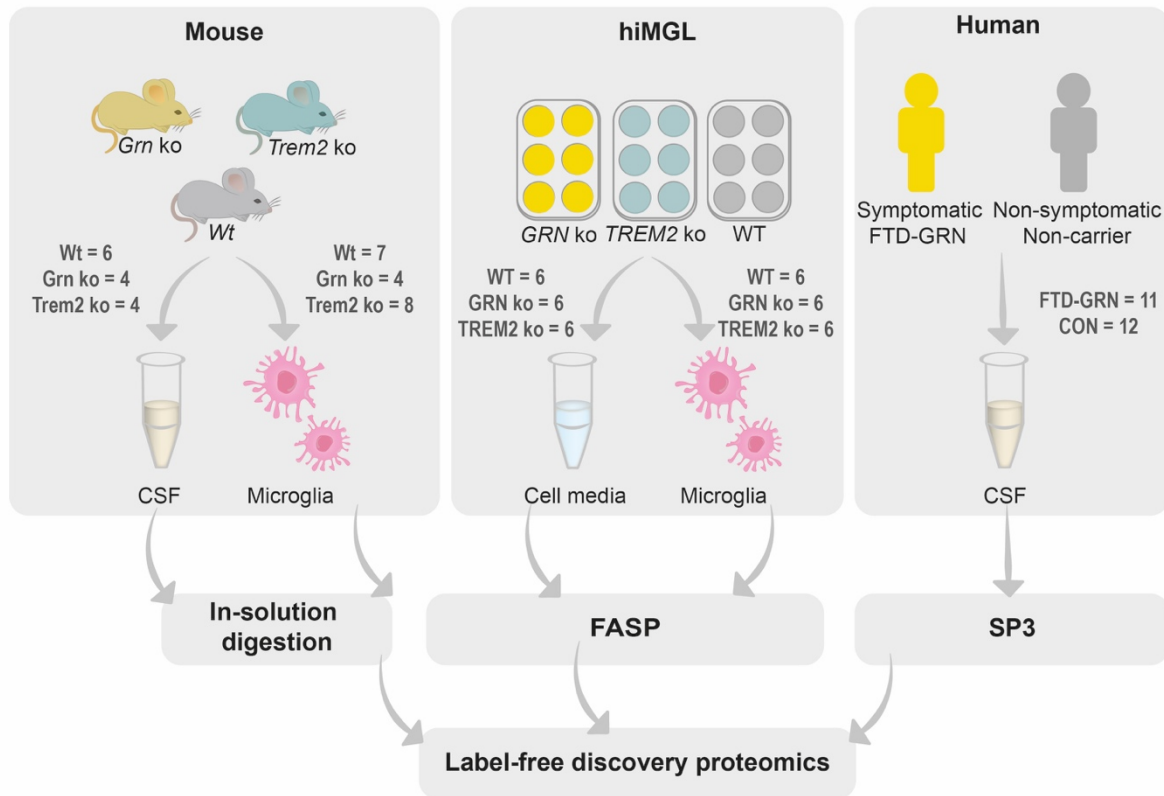 Mouse
Grn ko
Trem2 ko
Wt
Wt = 6
Grn ko = 4
Trem2 ko = 4
Wt = 7
Grn ko = 4
Trem2 ko = 8
CSF
Microglia
hiMGL
GRN ko
TREM2 ko
WT
WT = 6
GRN ko = 6
TREM2 ko = 6
WT = 6
GRN ko = 6
TREM2 ko = 6
Cell media
Microglia
Human
Symptomatic
FTD-GRN
Non-symptomatic
Non-carrier
FTD-GRN = 11
CON = 12
CSF
In-solution
digestion
FASP
SP3
Label-free discovery proteomics